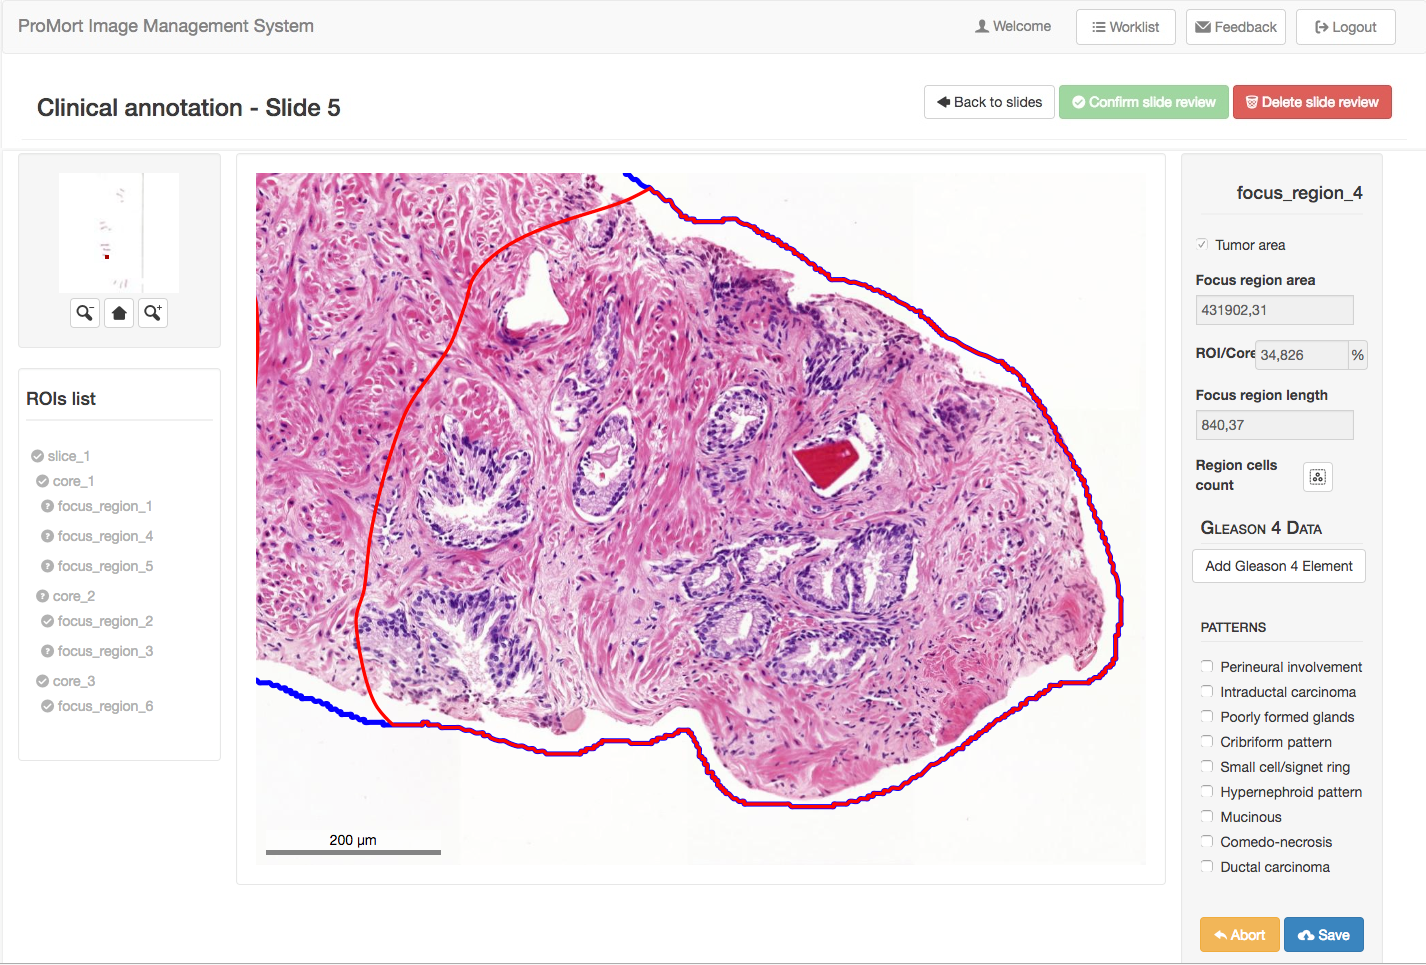 ProMort Image Management System
Welcome
Worklist
Feedback
Logout
Clinical annotation - Slide 5
Back to slides
Confirm slide review
Delete slide review
ROIs list
slice_1
core_1
focus_region_1
focus_region_4
focus_region_5
core_2
focus_region_2
focus_region_3
core_3
focus_region_6
200 µm
focus_region_4
Tumor area
Focus region area
431902,31
ROI/Core 34,826 %
Focus region length
840,37
Region cells
count
GLEASON 4 DATA
Add Gleason 4 Element
PATTERNS
Perineural involvement
Intraductal carcinoma
Poorly formed glands
Cribriform pattern
Small cell/signet ring
Hypernephroid pattern
Mucinous
Comedo-necrosis
Ductal carcinoma
Abort
Save